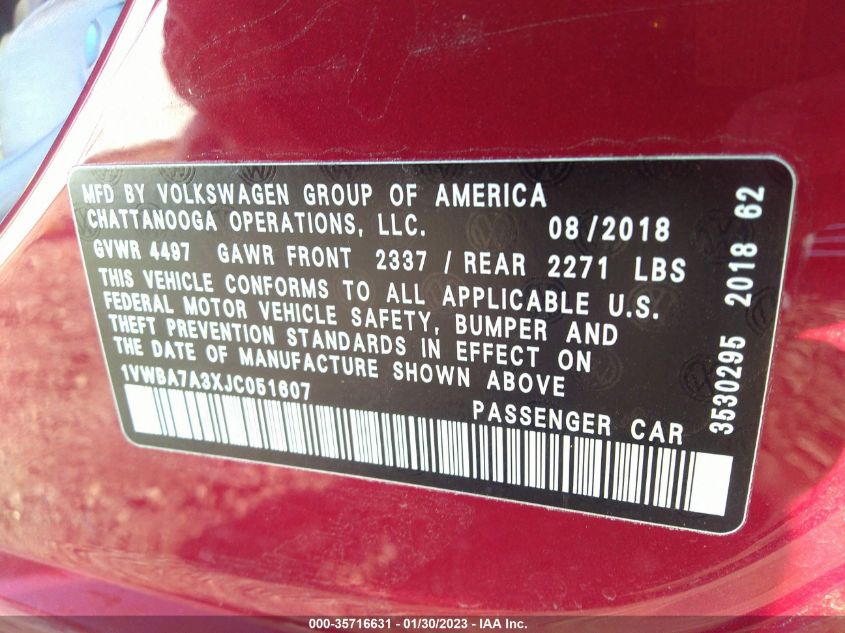 MFD BY VOLKSWAGEN GROUP OF AMERICA
CHATTANOOGA OPERATIONS, LLC. 08/2018
GVWR 4497 GAWR FRONT 2337 / REAR 2271 LBS
THIS VEHICLE CONFORMS TO ALL APPLICABLE U.S.
FEDERAL MOTOR VEHICLE SAFETY, BUMPER AND
THEFT PREVENTION STANDARDS IN EFFECT ON
THE DATE OF MANUFACTURE SHOWN ABOVE
1VWBA7A3XJC051607
PASSENGER CAR
3530295 2018 62
000-35716631 - 01/30/2023 - IAA Inc.